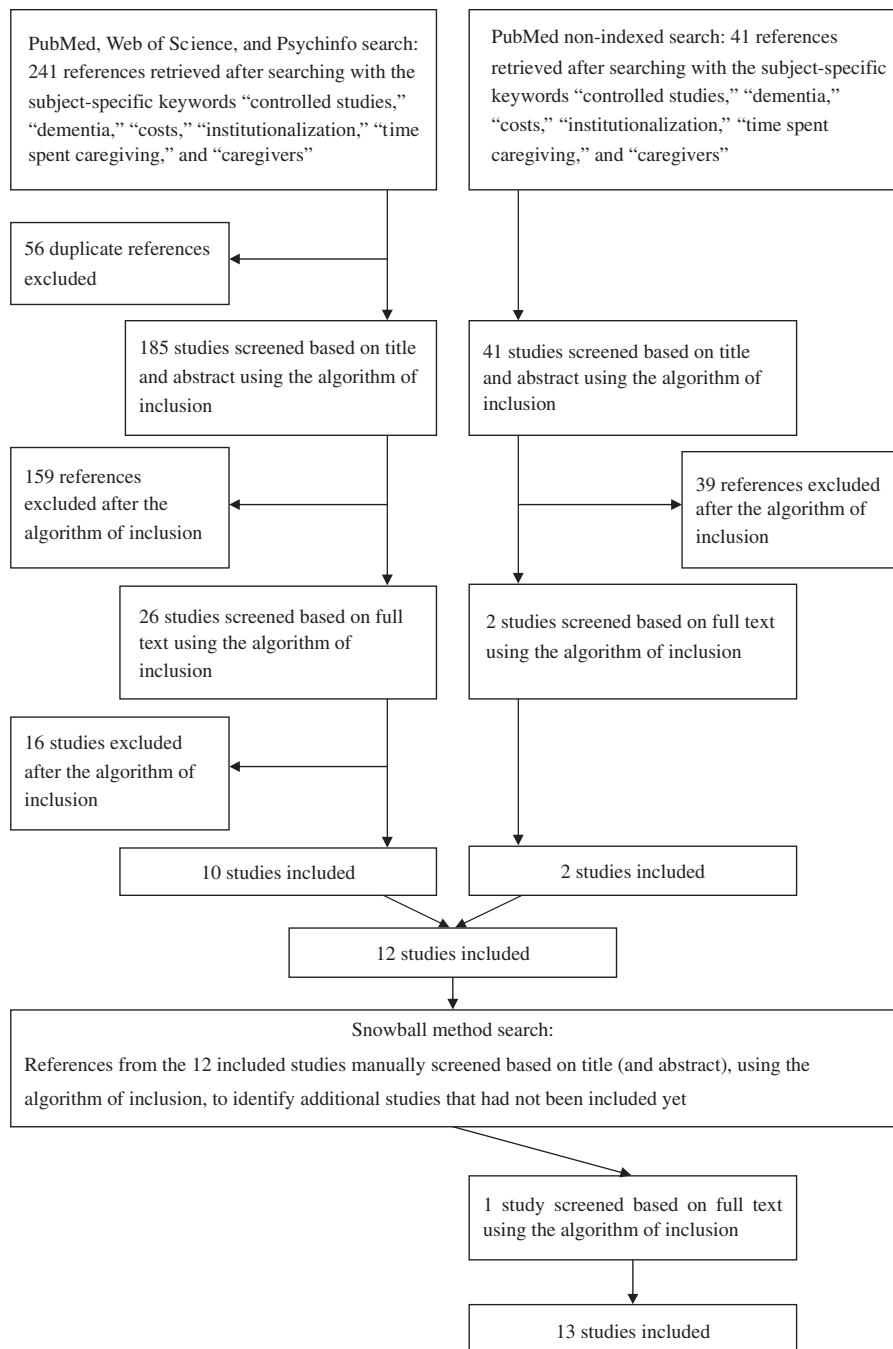 PubMed, Web of Science, and Psychinfo search:
241 references retrieved after searching with the
subject-specific keywords “controlled studies,”
“dementia,” “costs,” “institutionalization,” “time
spent caregiving,” and “caregivers”
PubMed non-indexed search: 41 references
retrieved after searching with the subject-specific
keywords “controlled studies,” “dementia,”
“costs,” “institutionalization,” “time spent
caregiving,” and “caregivers”
56 duplicate references
excluded
185 studies screened based on title
and abstract using the algorithm of
inclusion
41 studies screened based on title
and abstract using the algorithm of
inclusion
159 references
excluded after the
algorithm of inclusion
39 references excluded
after the algorithm of
inclusion
26 studies screened based on full
text using the algorithm of
inclusion
2 studies screened based on full text
using the algorithm of inclusion
16 studies excluded
after the algorithm of
inclusion
10 studies included
2 studies included
12 studies included
Snowball method search:
References from the 12 included studies manually screened based on title (and abstract), using the
algorithm of inclusion, to identify additional studies that had not been included yet
1 study screened based on full text
using the algorithm of inclusion
13 studies included